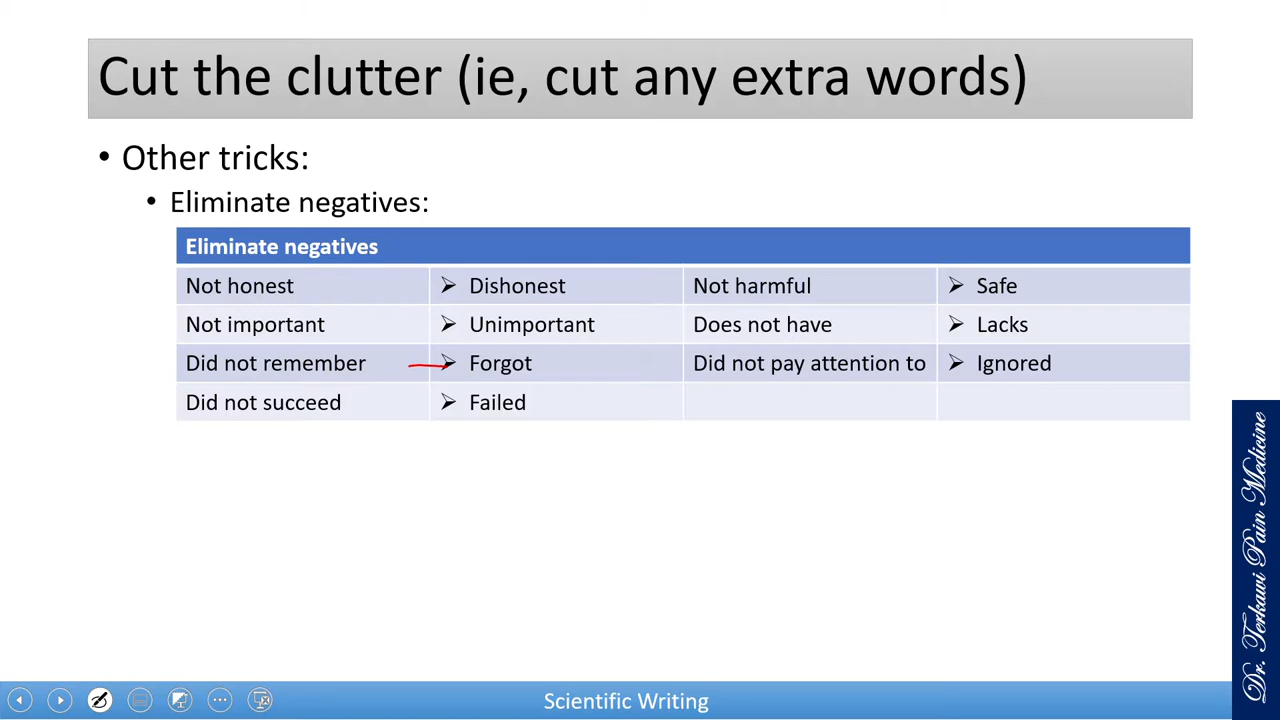 Cut the clutter (ie, cut any extra words)
• Other tricks:
• Eliminate negatives:
Eliminate negatives
Not honest ➢ Dishonest Not harmful ➢ Safe
Not important ➢ Unimportant Does not have ➢ Lacks
Did not remember ➢ Forgot Did not pay attention to ➢ Ignored
Did not succeed ➢ Failed
Scientific Writing
Dr. Terkawi Pain Medicine